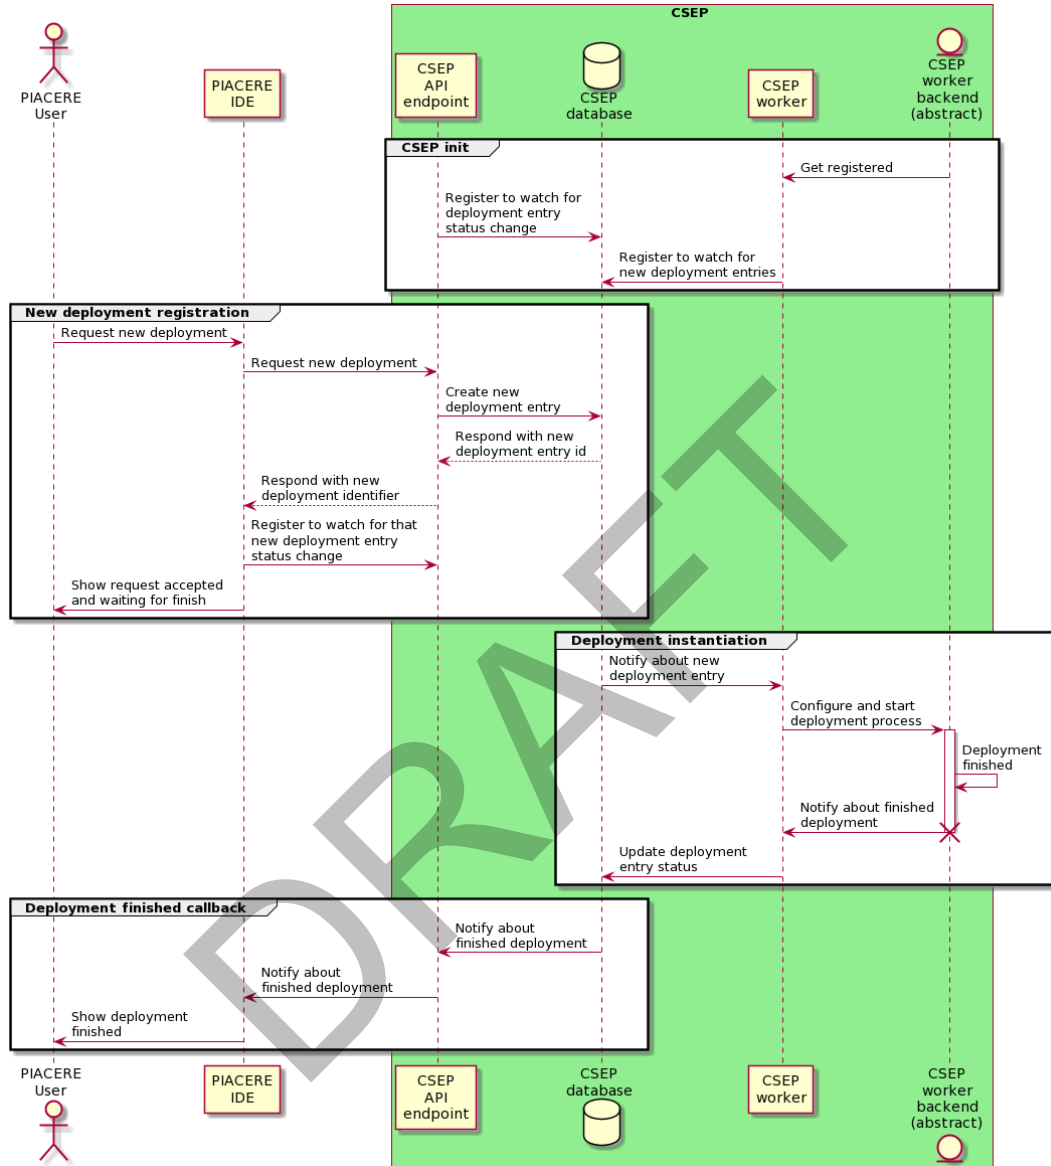 CSEP
PIACERE
User
PIACERE
IDE
CSEP
API
endpoint
CSEP
database
CSEP
worker
CSEP
worker
backend
(abstract)
CSEP init
Get registered
Register to watch for
deployment entry
status change
Register to watch for
new deployment entries
New deployment registration
Request new deployment
Request new deployment
Create new
deployment entry
Respond with new
deployment entry id
Respond with new
deployment identifier
Register to watch for that
new deployment entry
status change
Show request accepted
and waiting for finish
Deployment instantiation
Notify about new
deployment entry
Configure and start
deployment process
Deployment
finished
Notify about finished
deployment
Update deployment
entry status
Deployment finished callback
Notify about
finished deployment
Notify about
finished deployment
Show deployment
finished
PIACERE
User
PIACERE
IDE
CSEP
API
endpoint
CSEP
database
CSEP
worker
CSEP
worker
backend
(abstract)
DRAFT